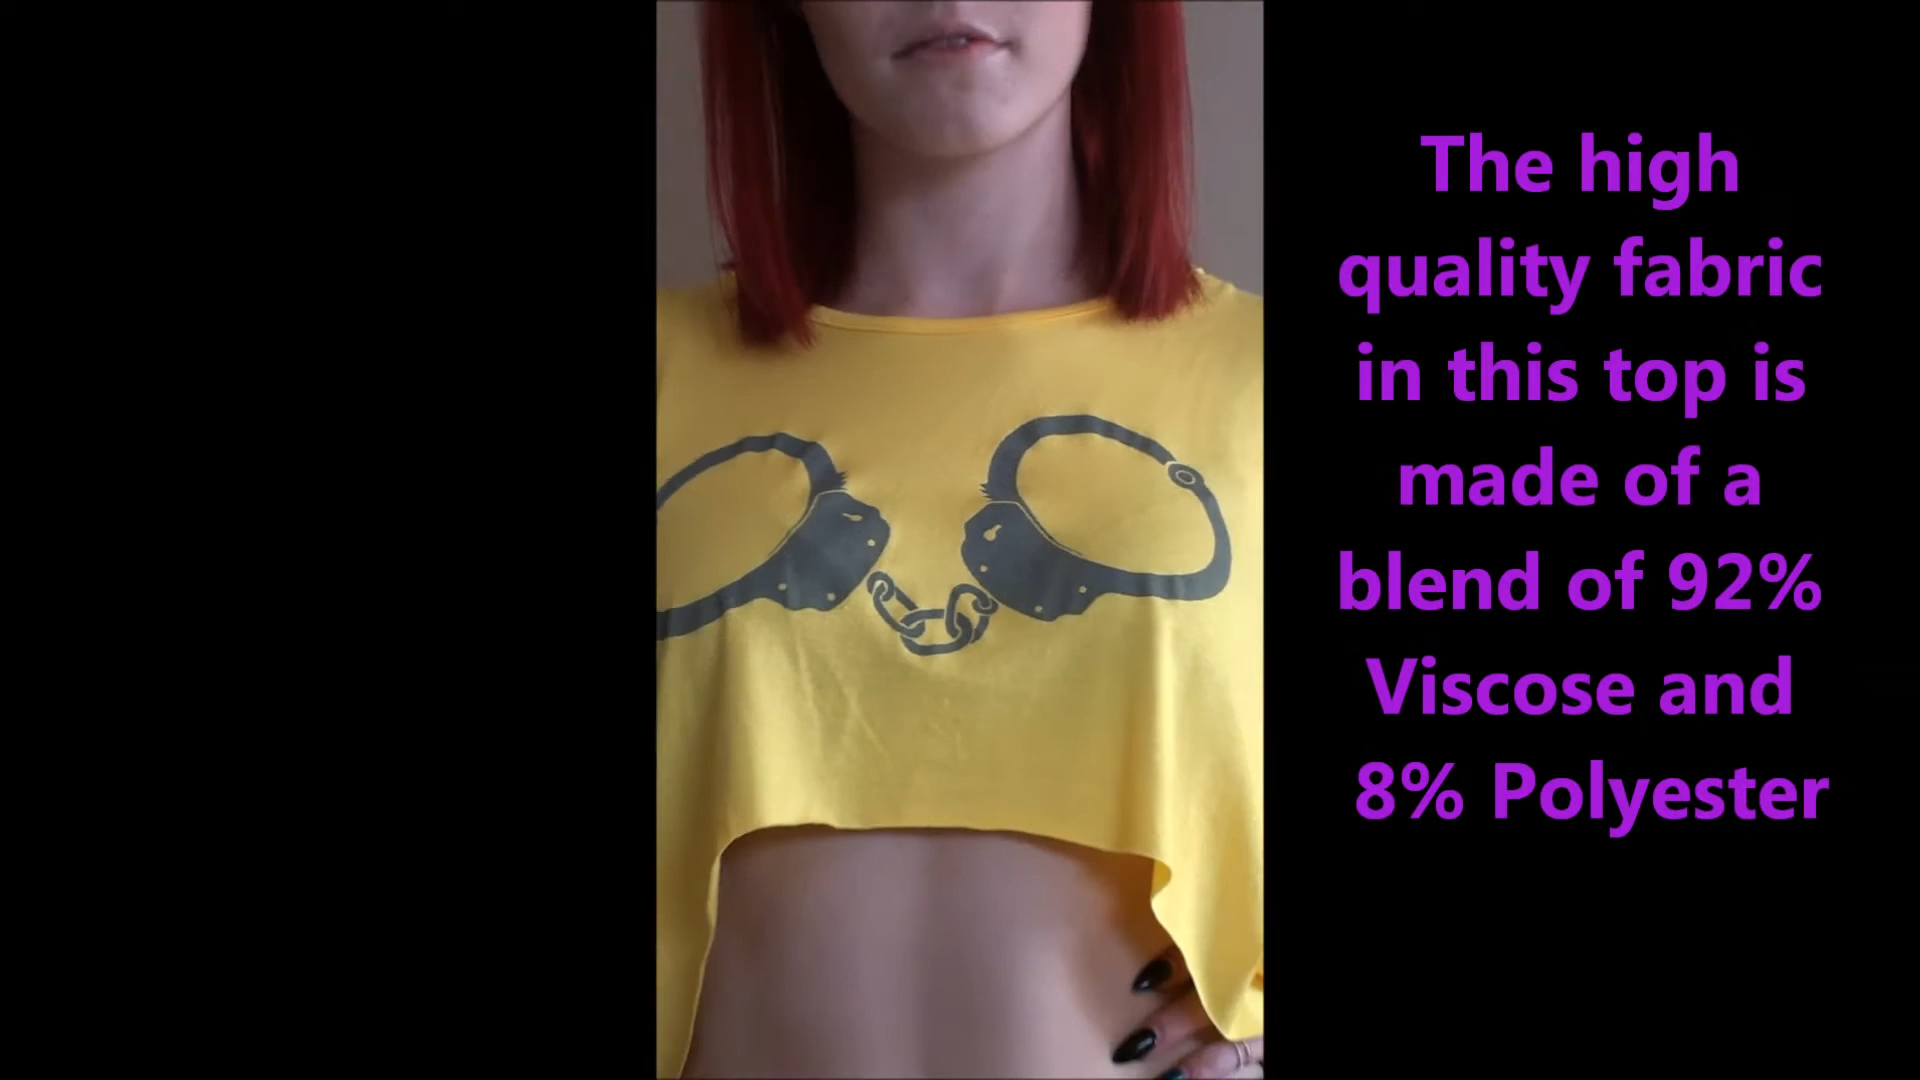 The high
quality fabric
in this top is
made of a
blend of 92%
Viscose and
8% Polyester